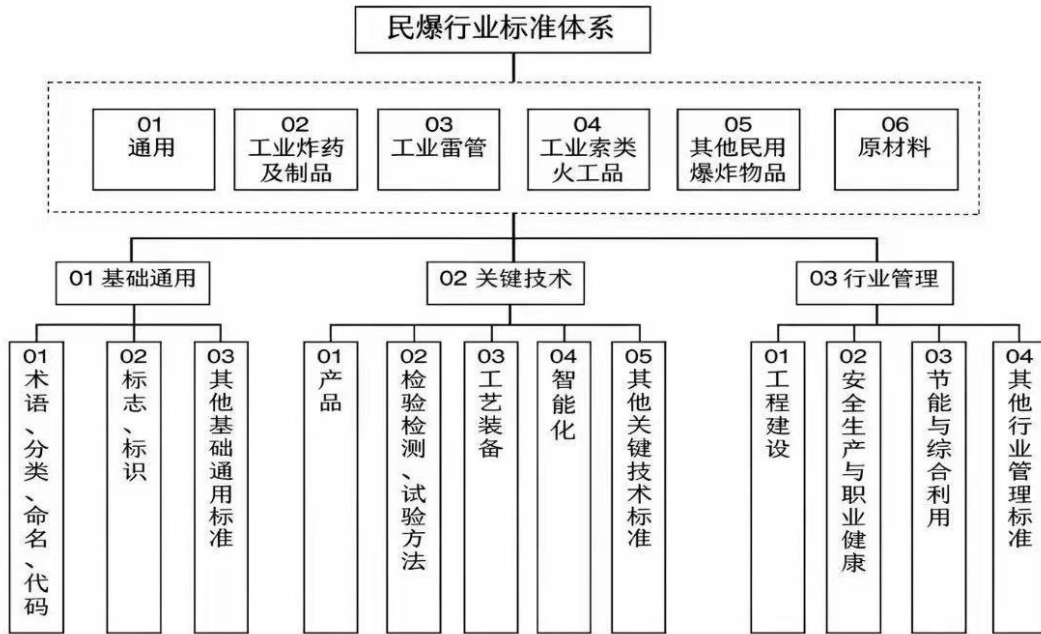 民爆行业标准体系
01
通用
02
工业炸药
及制品
03
工业雷管
04
工业索类
火工品
05
其他民用
爆炸物品
06
原材料
01 基础通用
02 关键技术
03 行业管理
01 术语、分类、命名、代码
02 标志、标识
03 其他基础通用标准
01 产品
02 检验检测、试验方法
03 工艺装备
04 智能化
05 其他关键技术标准
01 工程建设
02 安全生产与职业健康
03 节能与综合利用
04 其他行业管理标准